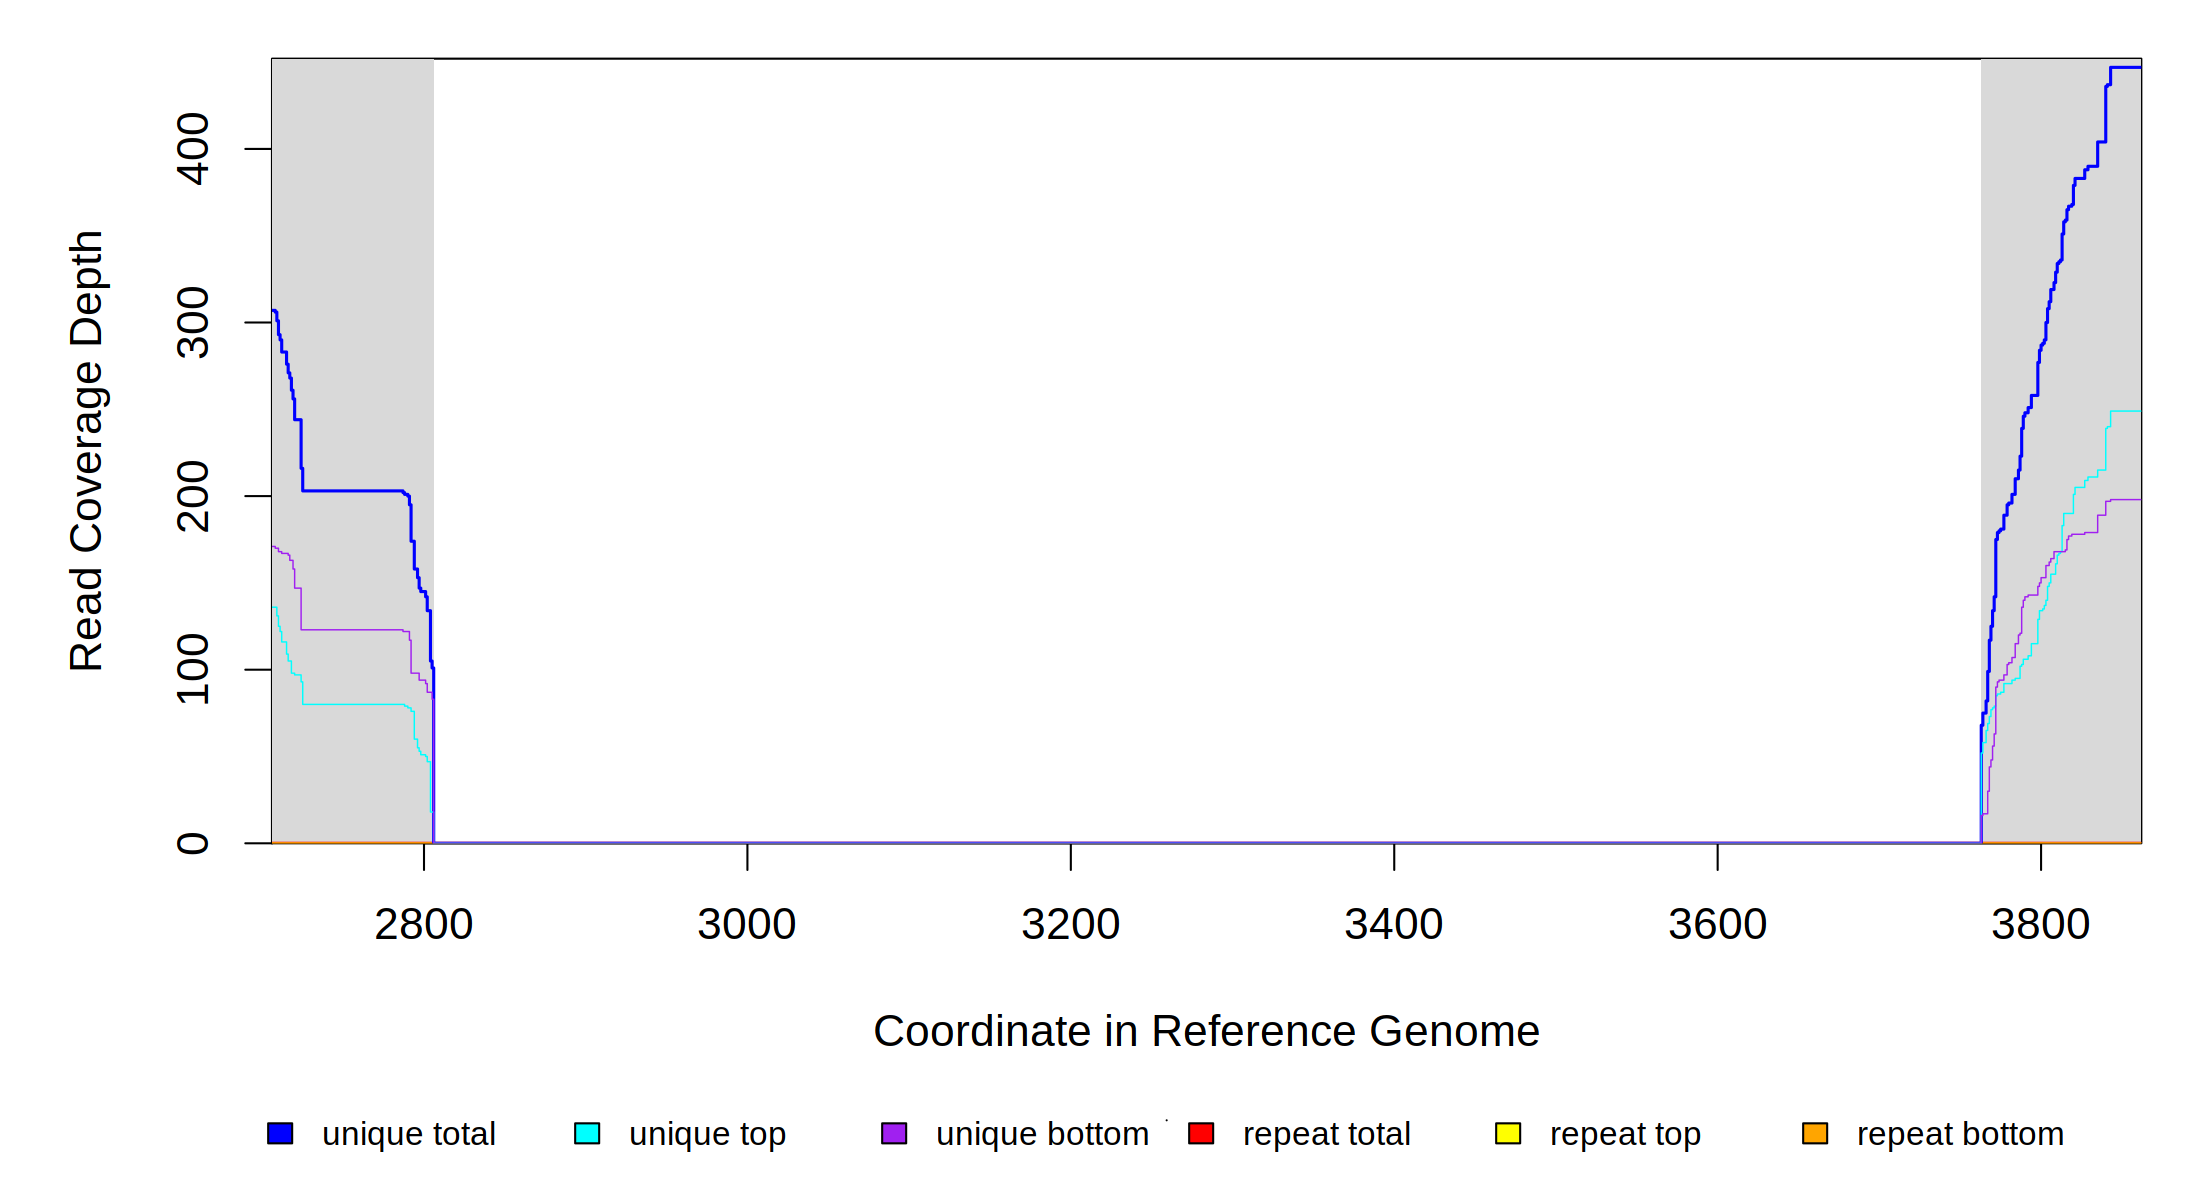 400
300
200
100
0
Read Coverage Depth
2800 3000 3200 3400 3600 3800
Coordinate in Reference Genome
unique total unique top unique bottom repeat total repeat top repeat bottom